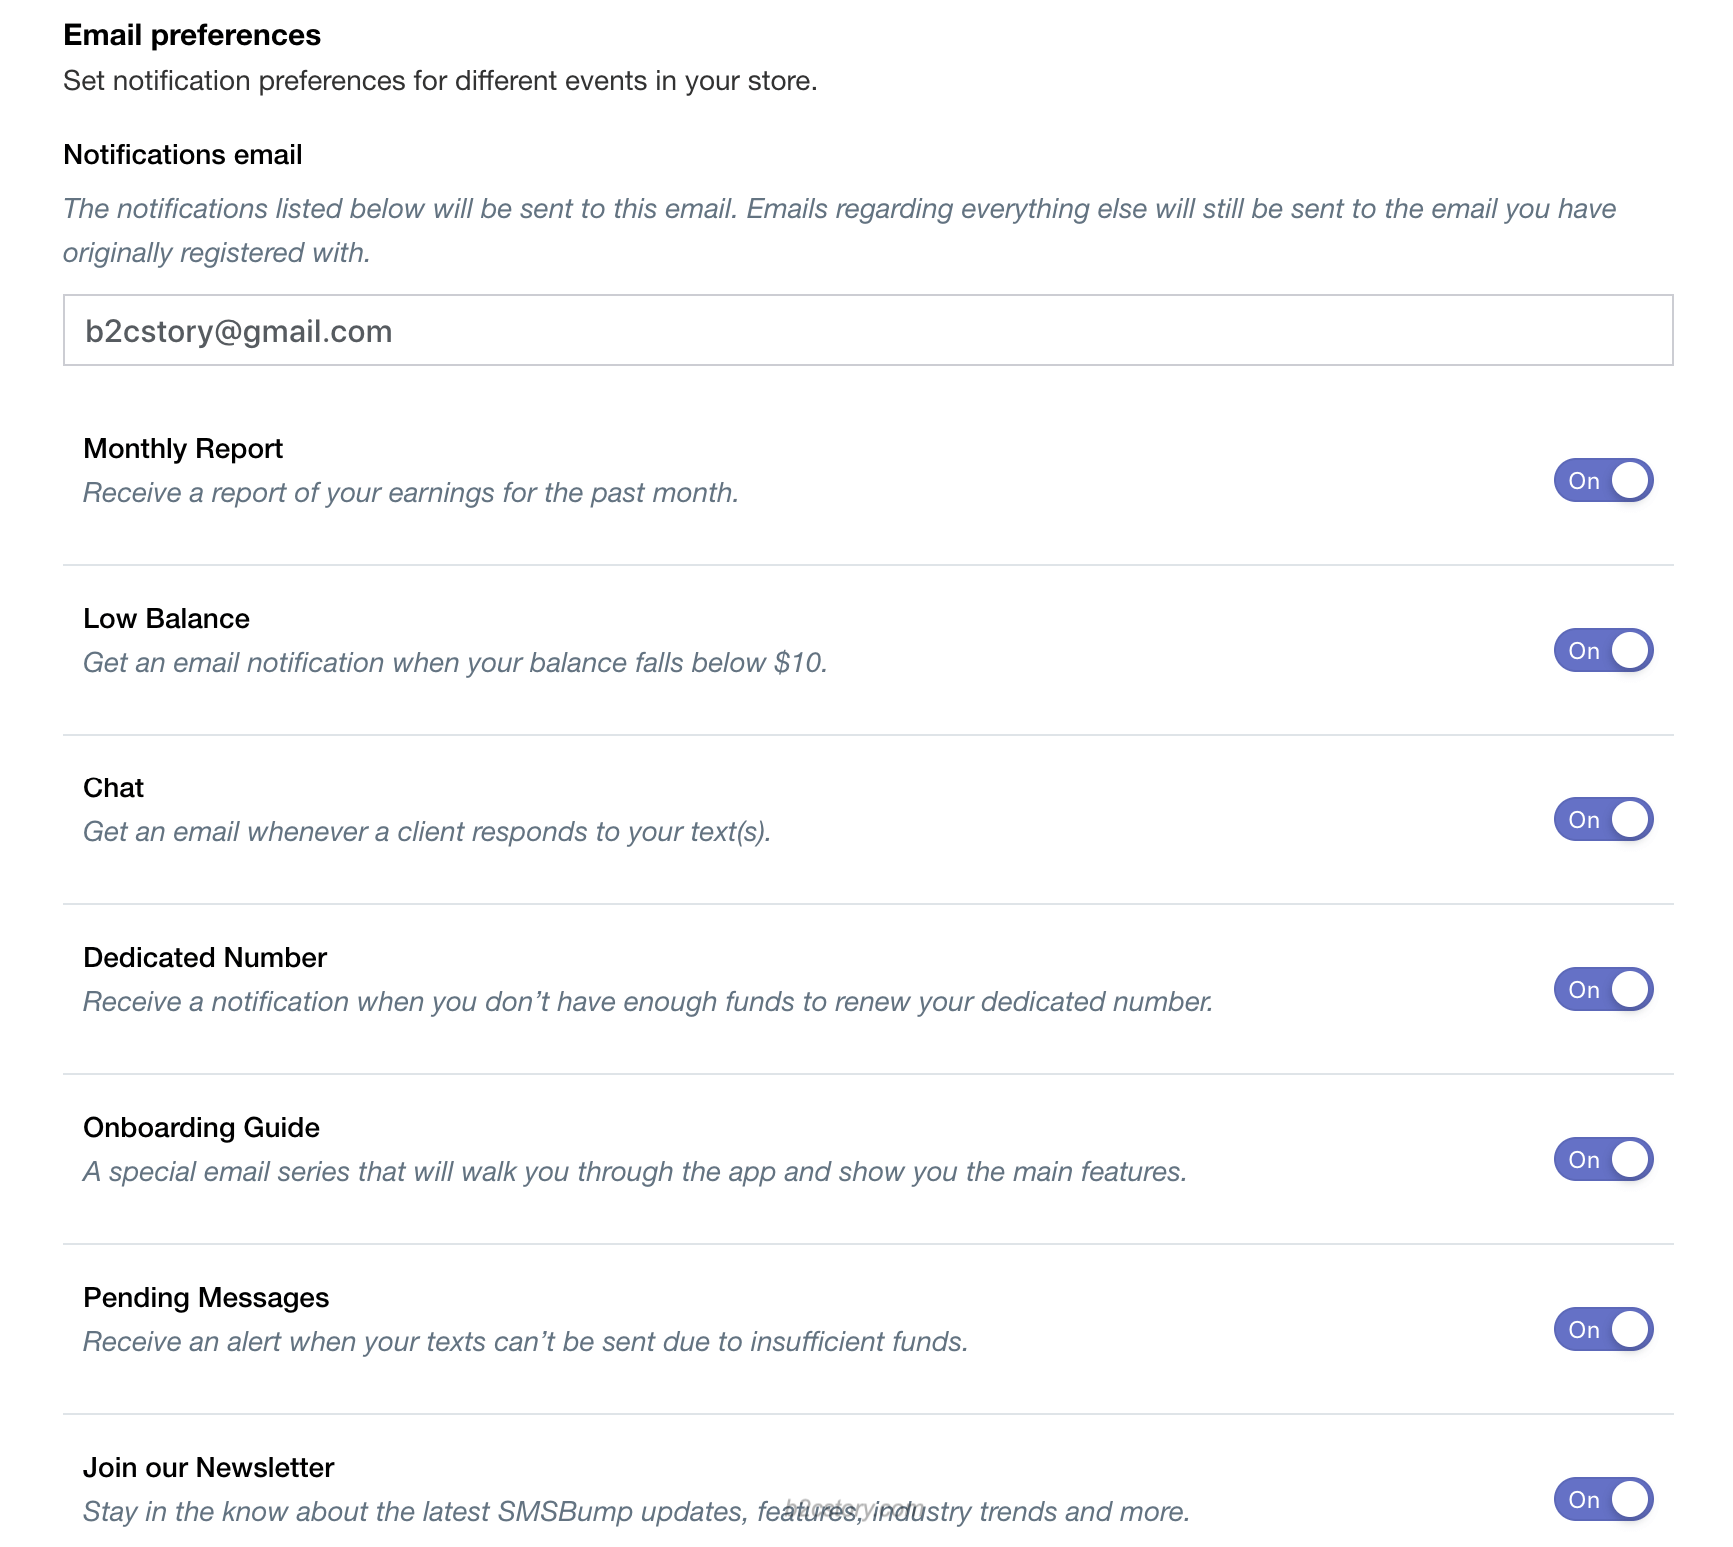 Email preferences
Set notification preferences for different events in your store.
Notifications email
The notifications listed below will be sent to this email. Emails regarding everything else will still be sent to the email you have
originally registered with.
b2cstory@gmail.com
Monthly Report
On
Receive a report of your earnings for the past month.
Low Balance
On
Get an email notification when your balance falls below $10.
Chat
On
Get an email whenever a client responds to your text(s).
Dedicated Number
On
Receive a notification when you don’t have enough funds to renew your dedicated number.
Onboarding Guide
On
A special email series that will walk you through the app and show you the main features.
Pending Messages
On
Receive an alert when your texts can’t be sent due to insufficient funds.
Join our Newsletter
On
Stay in the know about the latest SMSBump updates, features, industry trends and more.
b2cstory.com